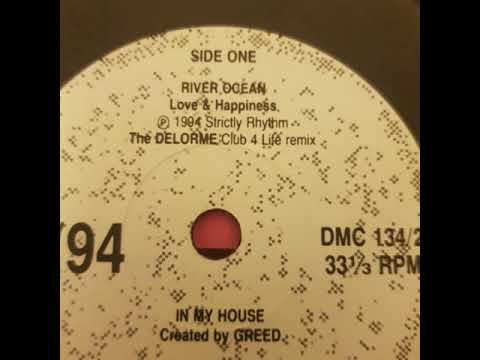 SIDE ONE
RIVER OCEAN
Love & Happiness.
℗ 1994 Strictly Rhythm
The DELORME Club 4 Life remix
'94
DMC 134/2
33⅓ RPM
IN MY HOUSE
Created by GREED.